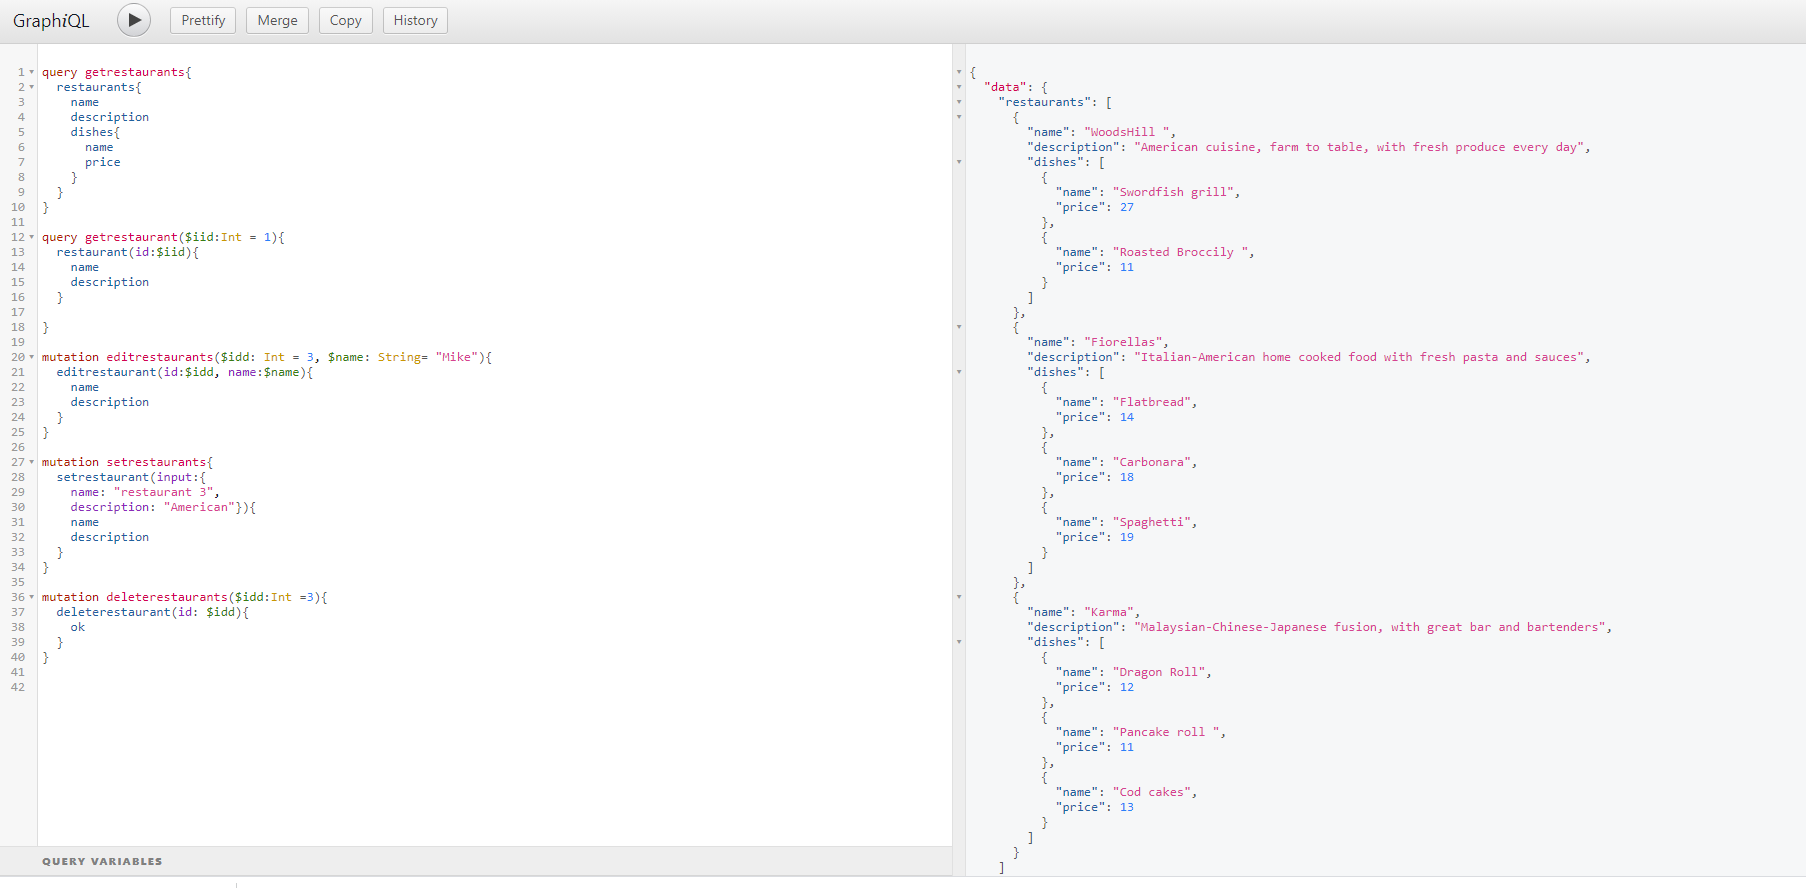 GraphiQL
Prettify
Merge
Copy
History
1 query getrestaurants{
2   restaurants{
3     name
4     description
5     dishes{
6       name
7       price
8     }
9   }
10 }
11
12 query getrestaurant($iid:Int = 1){
13   restaurant(id:$iid){
14     name
15     description
16   }
17
18 }
19
20 mutation editrestaurants($idd: Int = 3, $name: String= "Mike"){
21   editrestaurant(id:$idd, name:$name){
22     name
23     description
24   }
25 }
26
27 mutation setrestaurants{
28   setrestaurant(input:{
29     name: "restaurant 3",
30     description: "American"}){
31     name
32     description
33   }
34 }
35
36 mutation deleterestaurants($idd:Int =3){
37   deleterestaurant(id: $idd){
38     ok
39   }
40 }
41
42
QUERY VARIABLES
{
  "data": {
    "restaurants": [
      {
        "name": "WoodsHill ",
        "description": "American cuisine, farm to table, with fresh produce every day",
        "dishes": [
          {
            "name": "Swordfish grill",
            "price": 27
          },
          {
            "name": "Roasted Broccily ",
            "price": 11
          }
        ]
      },
      {
        "name": "Fiorellas",
        "description": "Italian-American home cooked food with fresh pasta and sauces",
        "dishes": [
          {
            "name": "Flatbread",
            "price": 14
          },
          {
            "name": "Carbonara",
            "price": 18
          },
          {
            "name": "Spaghetti",
            "price": 19
          }
        ]
      },
      {
        "name": "Karma",
        "description": "Malaysian-Chinese-Japanese fusion, with great bar and bartenders",
        "dishes": [
          {
            "name": "Dragon Roll",
            "price": 12
          },
          {
            "name": "Pancake roll ",
            "price": 11
          },
          {
            "name": "Cod cakes",
            "price": 13
          }
        ]
      }
    ]